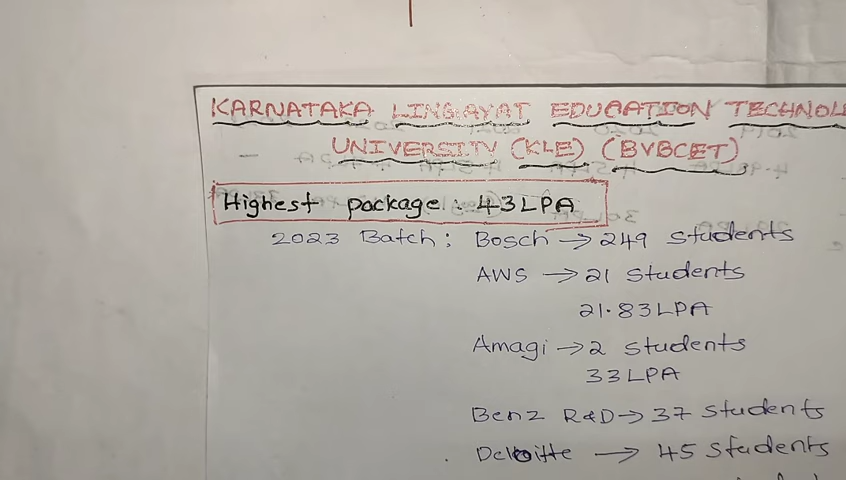 KARNATAKA LINGAYAT EDUCATION TECHNOL
UNIVERSITY (KLE) (BVBCET)
Highest package : 43LPA
2023 Batch; Bosch → 249 students
AWS → 21 students
21.83LPA
Amagi → 2 students
33LPA
Benz R&D → 37 students
Deloitte → 45 students